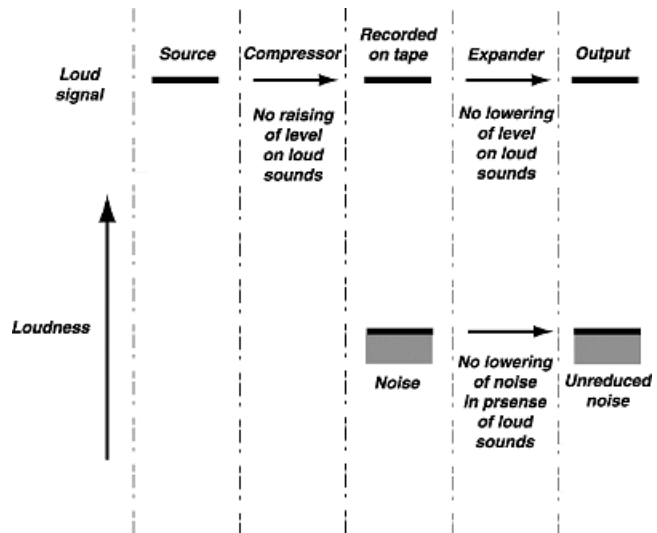 Source
Compressor
Recorded
on tape
Expander
Output
Loud
signal
No raising
of level
on loud
sounds
No lowering
of level
on loud
sounds
Loudness
Noise
No lowering
of noise
in prsense
of loud
sounds
Unreduced
noise